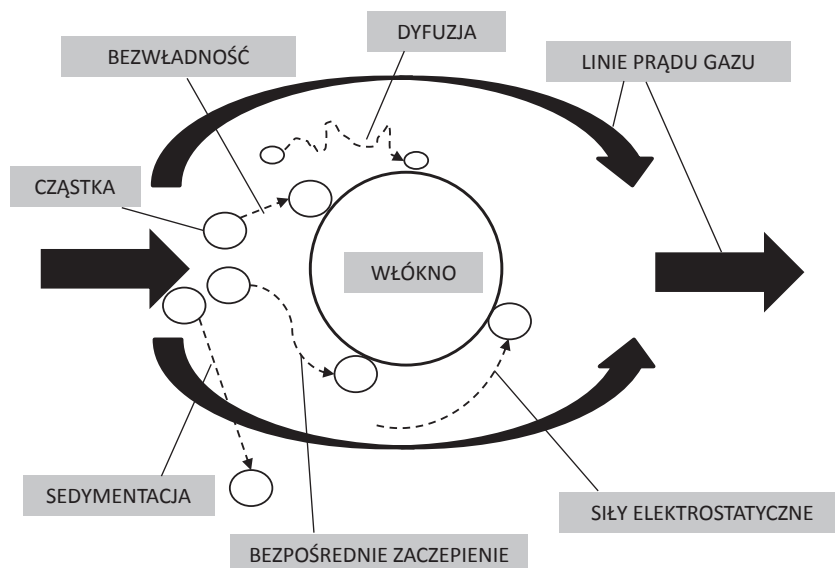 DYFUZJA
BEZWŁADNOŚĆ
LINIE PRĄDU GAZU
CZĄSTKA
WŁÓKNO
SEDYMENTACJA
SIŁY ELEKTROSTATYCZNE
BEZPOŚREDNIE ZACZEPIENIE